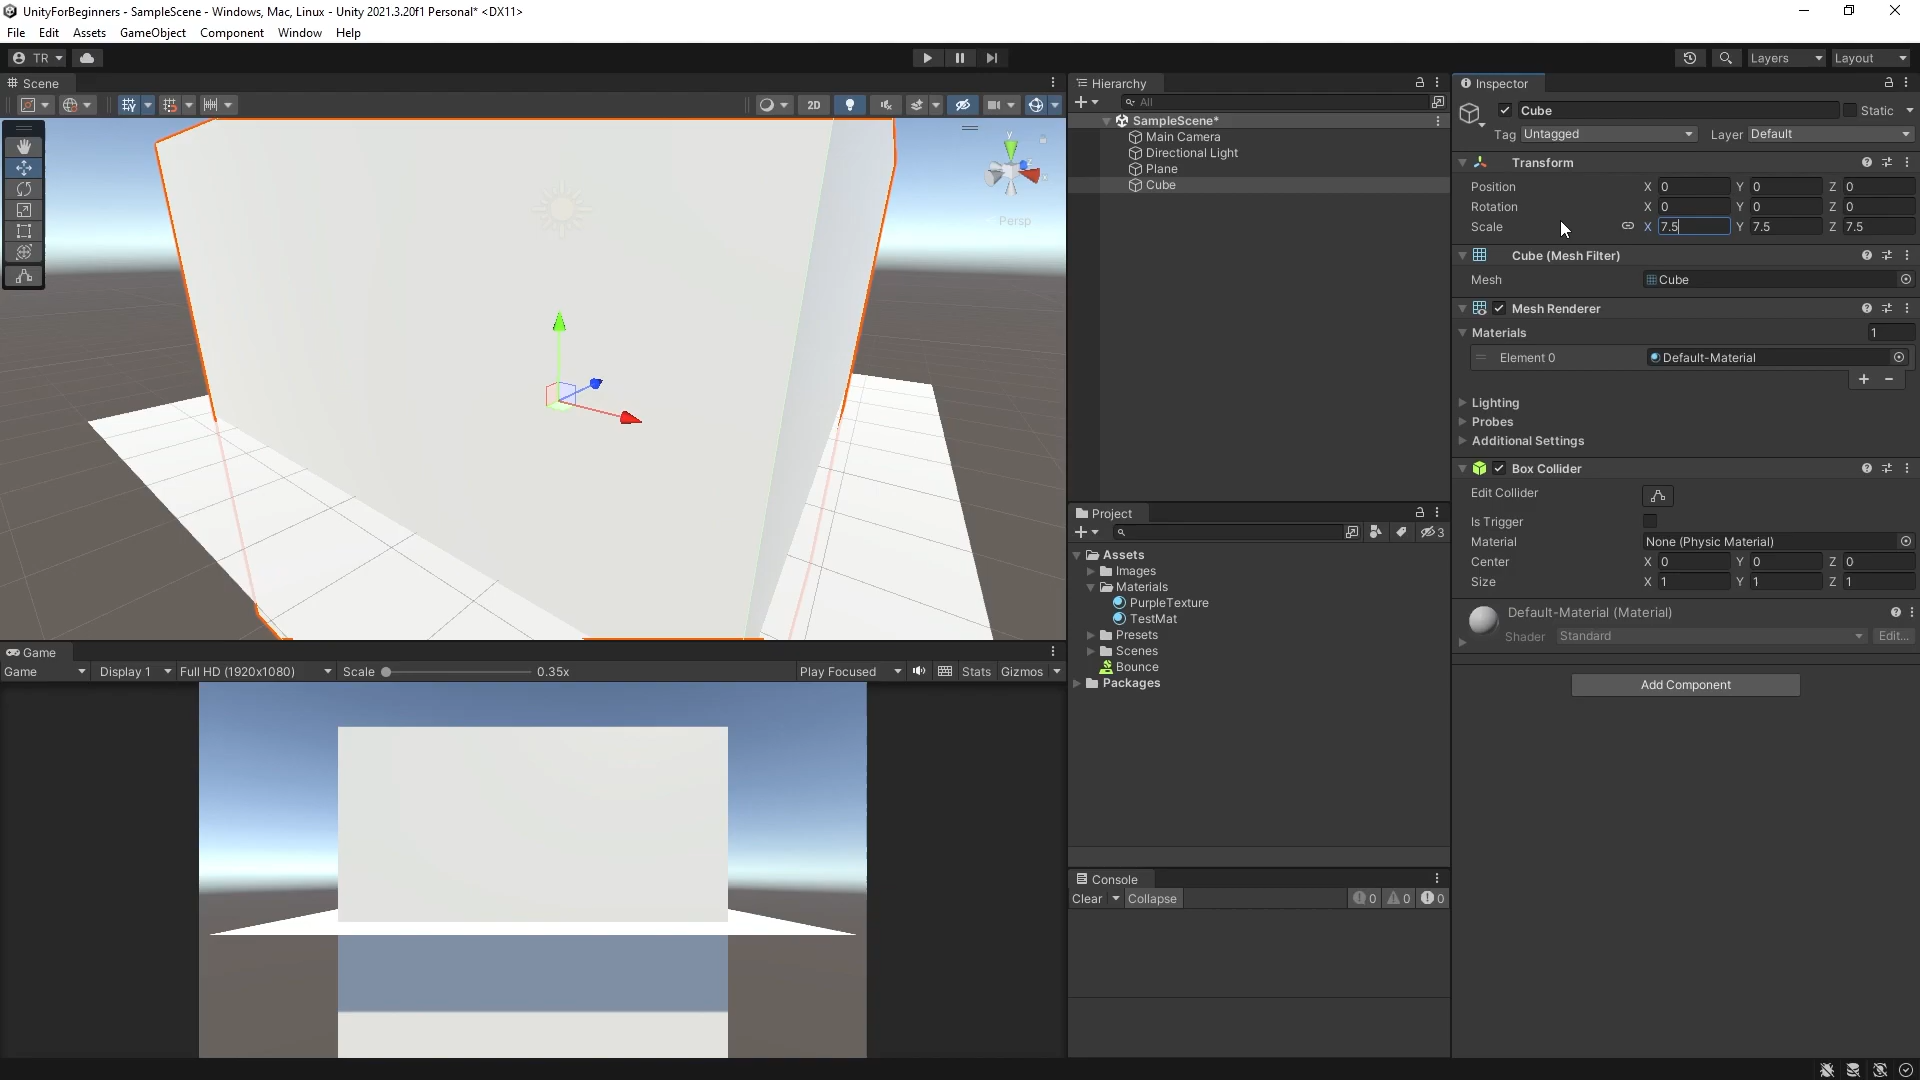 UnityForBeginners - SampleScene - Windows, Mac, Linux - Unity 2021.3.20f1 Personal* <DX11>
File Edit Assets GameObject Component Window Help
TR Layers Layout
Scene
2D
y
z
Persp
Game
Game Display 1 Full HD (1920x1080) Scale 0.35x Play Focused Stats Gizmos
Hierarchy
All
SampleScene*
Main Camera
Directional Light
Plane
Cube
Project
3
Assets
Images
Materials
PurpleTexture
TestMat
Presets
Scenes
Bounce
Packages
Console
Clear Collapse 0 0 0
Inspector
Cube Static
Tag Untagged Layer Default
Transform
Position X 0 Y 0 Z 0
Rotation X 0 Y 0 Z 0
Scale X 7.5 Y 7.5 Z 7.5
Cube (Mesh Filter)
Mesh Cube
Mesh Renderer
Materials 1
Element 0 Default-Material
Lighting
Probes
Additional Settings
Box Collider
Edit Collider
Is Trigger
Material None (Physic Material)
Center X 0 Y 0 Z 0
Size X 1 Y 1 Z 1
Default-Material (Material)
Shader Standard Edit...
Add Component